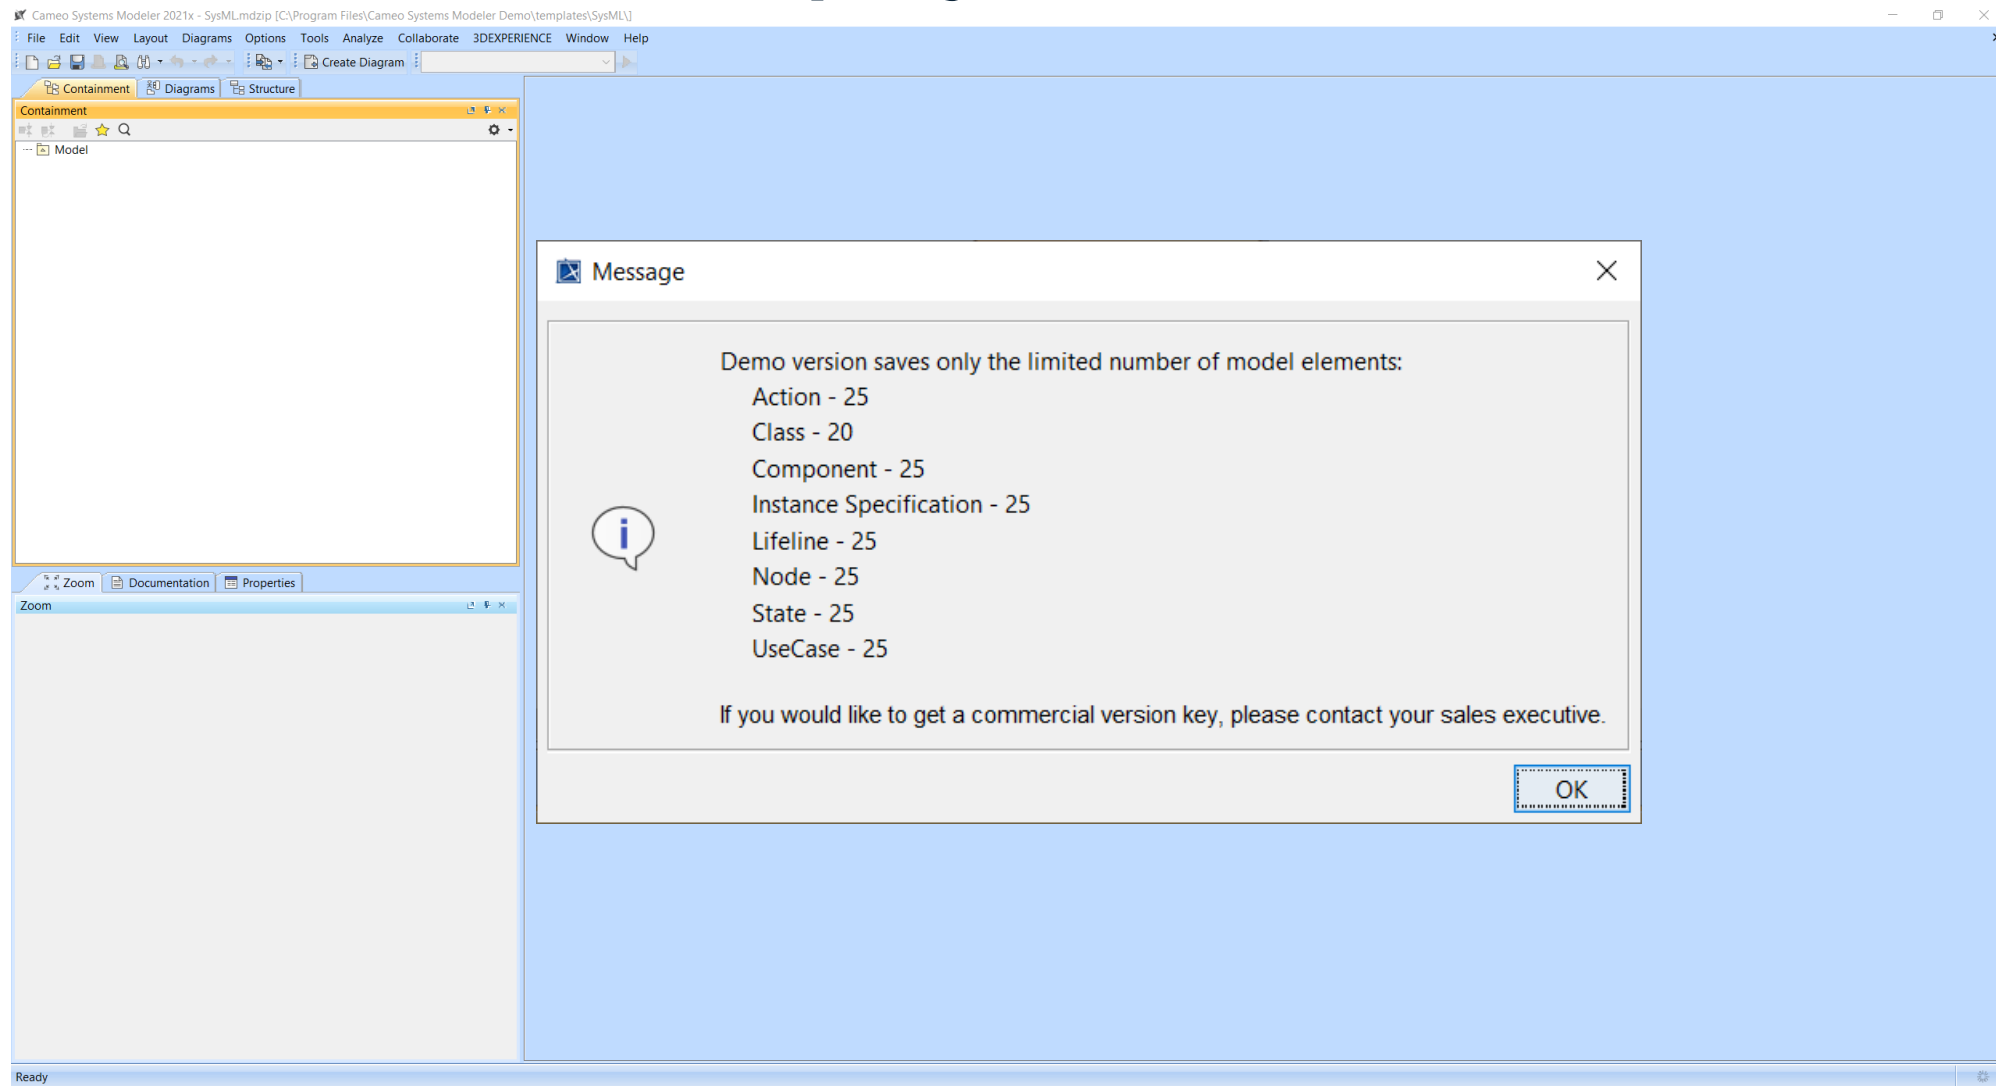 Cameo Systems Modeler 2021x - SysML.mdzip [C:\Program Files\Cameo Systems Modeler Demo\templates\SysML\]
File Edit View Layout Diagrams Options Tools Analyze Collaborate 3DEXPERIENCE Window Help
Create Diagram
Containment Diagrams Structure
Containment
Model
Message
Demo version saves only the limited number of model elements:
Action - 25
Class - 20
Component - 25
Instance Specification - 25
Lifeline - 25
Node - 25
State - 25
UseCase - 25
If you would like to get a commercial version key, please contact your sales executive.
OK
Zoom Documentation Properties
Zoom
Ready